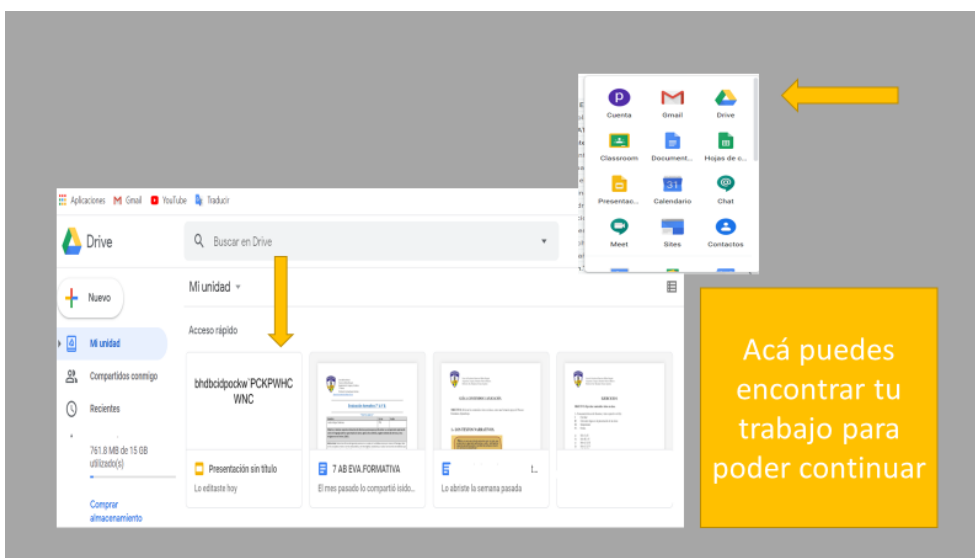 Cuenta Gmail Drive
Classroom Document... Hojas de c...
Presentac... Calendario Chat
Meet Sites Contactos
Aplicaciones Gmail YouTube Traducir
Drive
Buscar en Drive
Nuevo
Mi unidad
Acceso rápido
Mi unidad
Compartidos conmigo
Recientes
761.8 MB de 15 GB
utilizado(s)
Comprar
almacenamiento
bhdbcidpockw`PCKPWHC
WNC
Presentación sin título
Lo editaste hoy
7 AB EVA.FORMATIVA
El mes pasado lo compartió isido...
Lo abriste la semana pasada
Acá puedes
encontrar tu
trabajo para
poder continuar